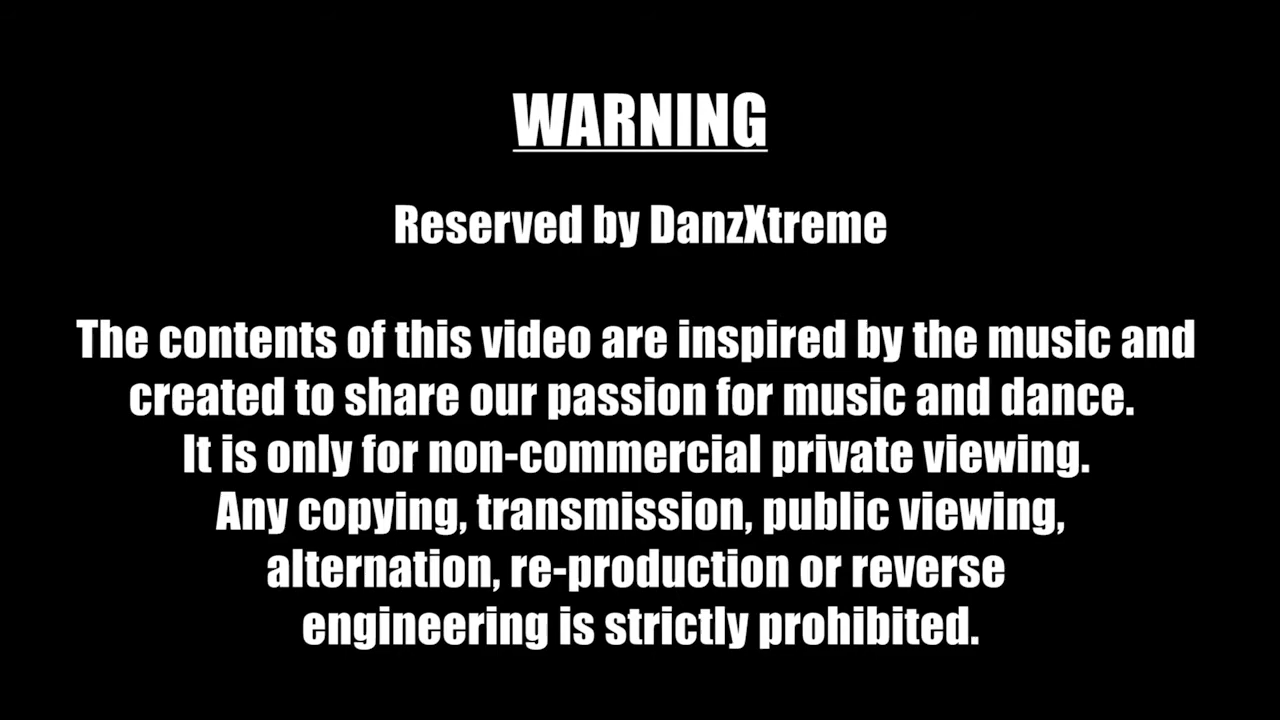 WARNING
Reserved by DanzXtreme
The contents of this video are inspired by the music and
created to share our passion for music and dance.
It is only for non-commercial private viewing.
Any copying, transmission, public viewing,
alternation, re-production or reverse
engineering is strictly prohibited.